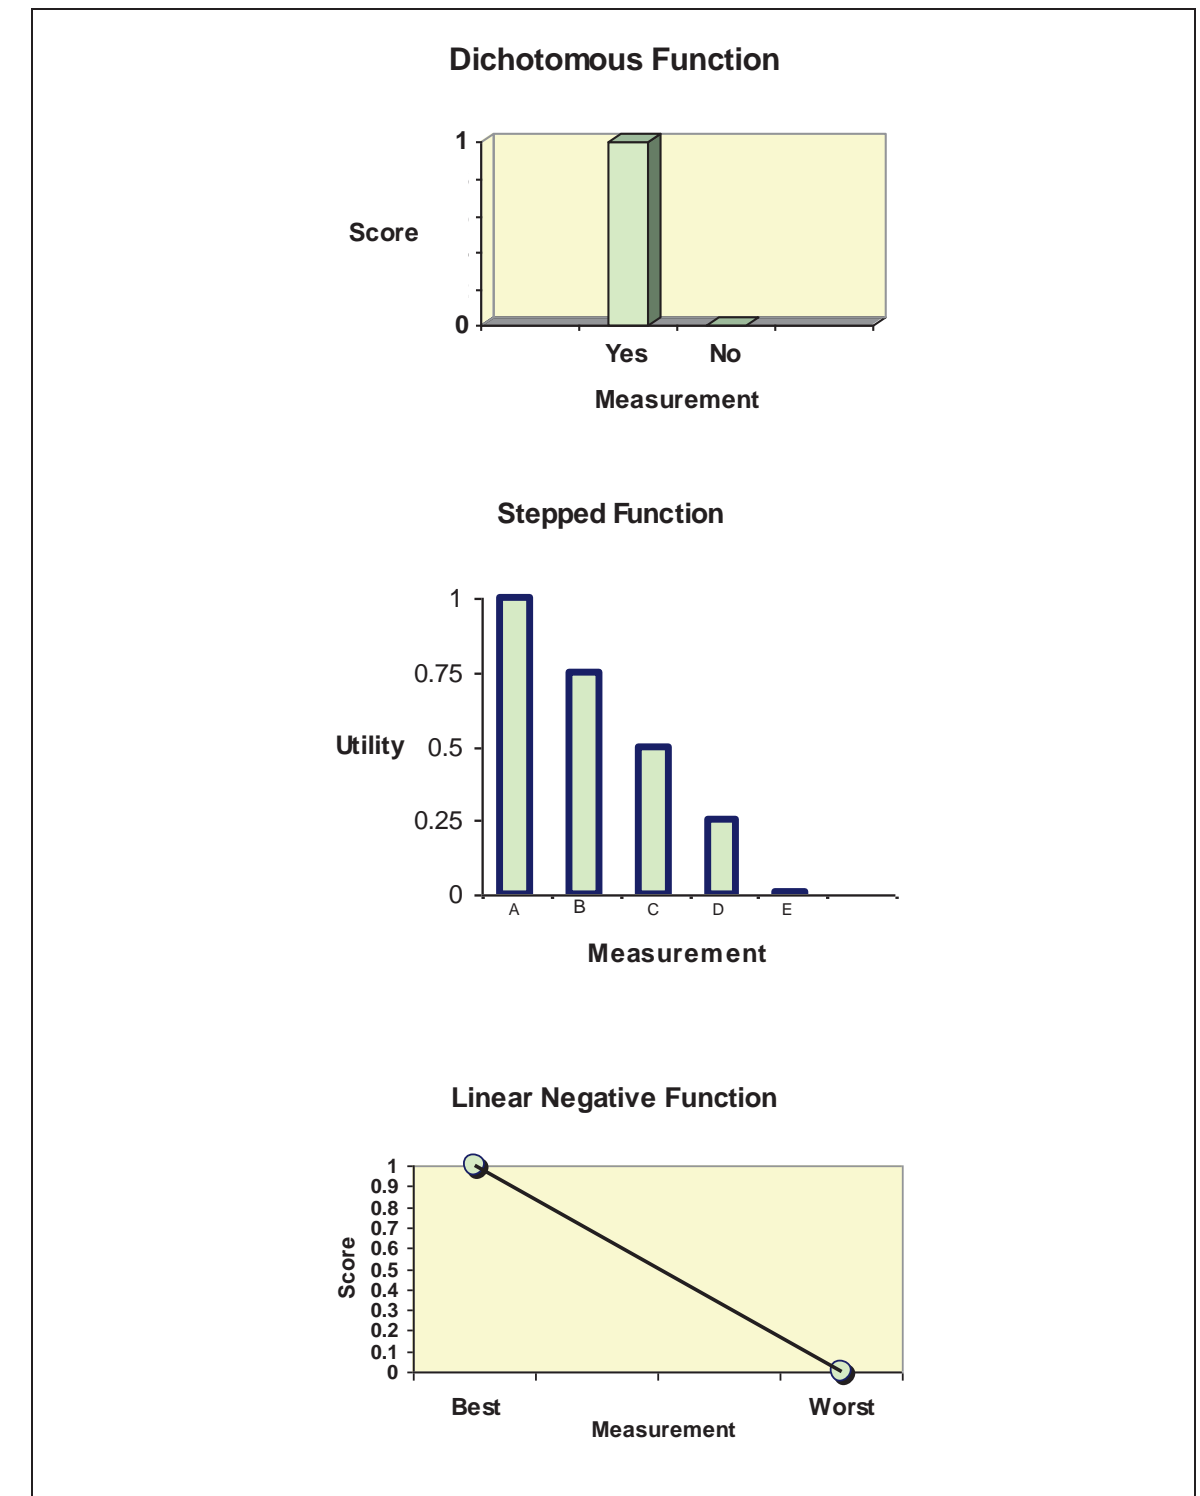 Dichotomous Function
1
Score
0
Yes No
Measurement
Stepped Function
1
0.75
Utility 0.5
0.25
0
A B C D E
Measurement
Linear Negative Function
1
0.9
0.8
0.7
0.6
0.5
0.4
0.3
0.2
0.1
0
Score
Best Worst
Measurement